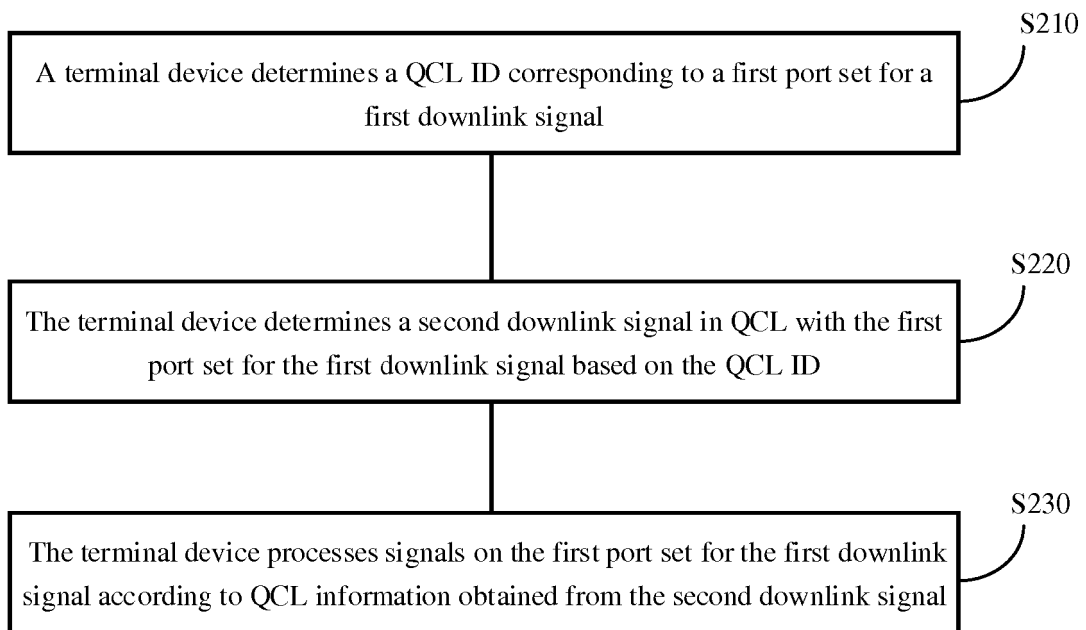 S210
A terminal device determines a QCL ID corresponding to a first port set for a
first downlink signal
S220
The terminal device determines a second downlink signal in QCL with the first
port set for the first downlink signal based on the QCL ID
S230
The terminal device processes signals on the first port set for the first downlink
signal according to QCL information obtained from the second downlink signal